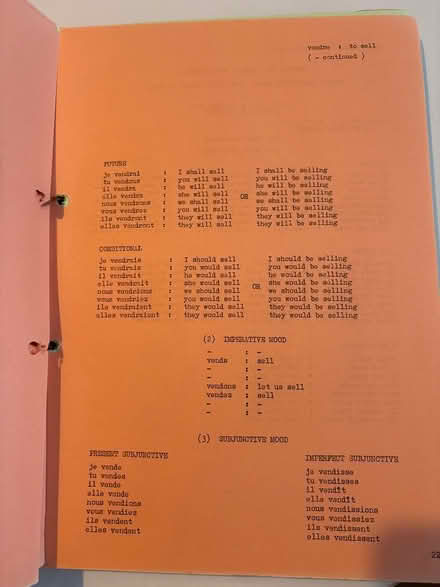 vendre : to sell
( - continued )
FUTURE
je vendrai : I shall sell I shall be selling
tu vendras : you will sell you will be selling
il vendra : he will sell he will be selling
elle vendra : she will sell OR she will be selling
nous vendrons : we shall sell we shall be selling
vous vendrez : you will sell you will be selling
ils vendront : they will sell they will be selling
elles vendront : they will sell they will be selling
CONDITIONAL
je vendrais : I should sell I should be selling
tu vendrais : you would sell you would be selling
il vendrait : he would sell he would be selling
elle vendrait : she would sell OR she would be selling
nous vendrions : we should sell we should be selling
vous vendriez : you would sell you would be selling
ils vendraient : they would sell they would be selling
elles vendraient : they would sell they would be selling
(2) IMPERATIVE MOOD
- : -
vends : sell
- : -
- : -
vendons : let us sell
vendez : sell
- : -
- : -
(3) SUBJUNCTIVE MOOD
PRESENT SUBJUNCTIVE IMPERFECT SUBJUNCTIVE
je vende je vendisse
tu vendes tu vendisses
il vende il vendît
elle vende elle vendît
nous vendions nous vendissions
vous vendiez vous vendissiez
ils vendent ils vendissent
elles vendent elles vendissent
22